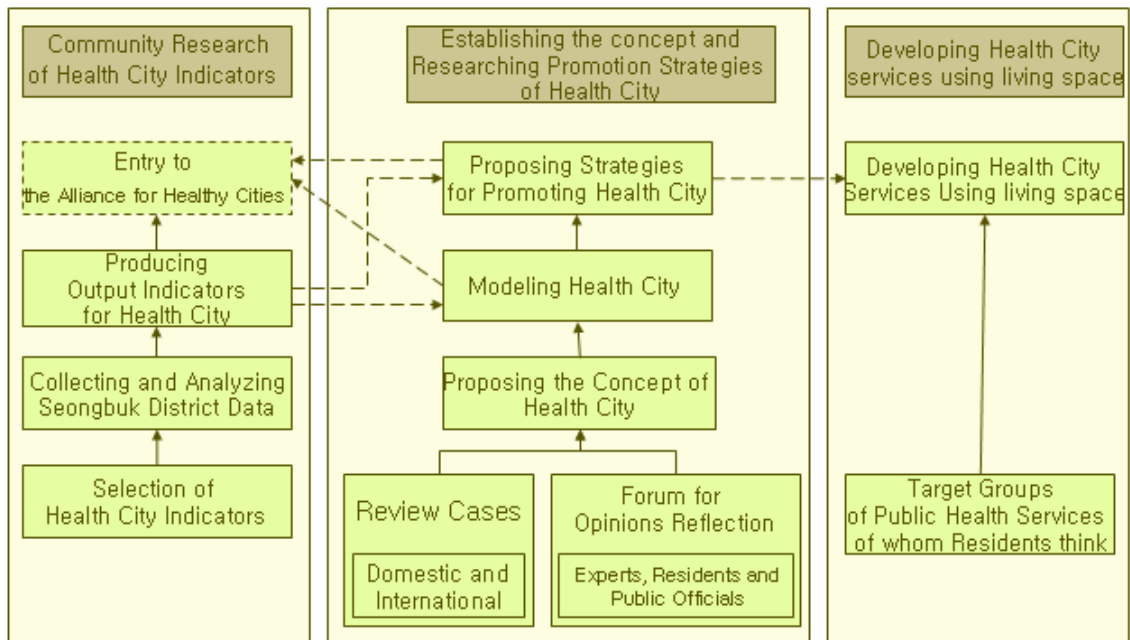 Community Research
of Health City Indicators
Entry to
the Alliance for Healthy Cities
Producing
Output Indicators
for Health City
Collecting and Analyzing
Seongbuk District Data
Selection of
Health City Indicators
Establishing the concept and
Researching Promotion Strategies
of Health City
Proposing Strategies
for Promoting Health City
Modeling Health City
Proposing the Concept of
Health City
Review Cases
Domestic and
International
Forum for
Opinions Reflection
Experts, Residents and
Public Officials
Developing Health City
services using living space
Developing Health City
Services Using living space
Target Groups
of Public Health Services
of whom Residents think